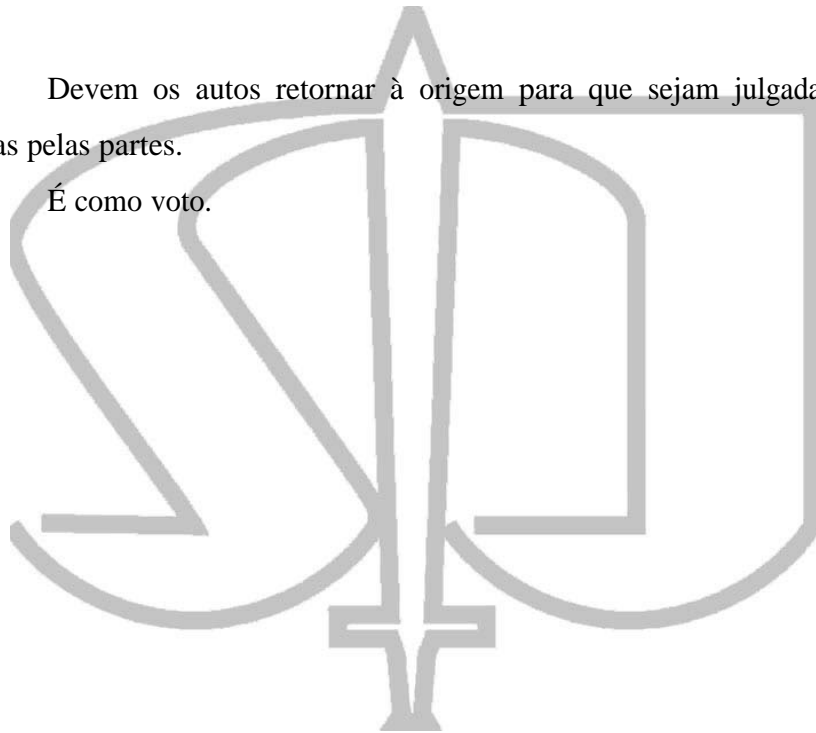 Devem os autos retornar à origem para que sejam julgada
as pelas partes.
É como voto.